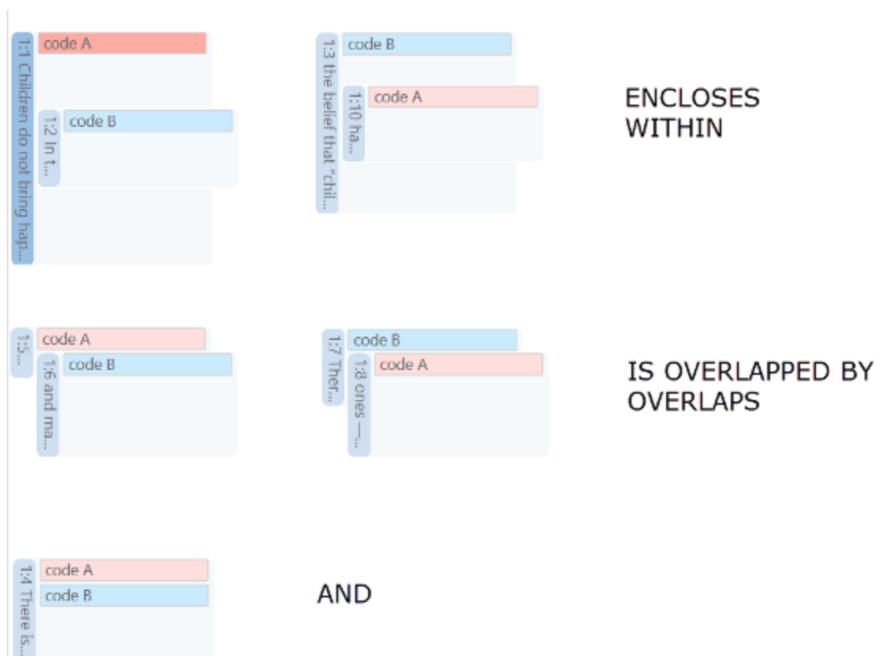 code A
1:1 Children do not bring hap...
code B
1:2 In t...
code B
1:3 the belief that "chil...
code A
1:10 ha...
ENCLOSES
WITHIN
code A
1:5...
code B
1:6 and ma...
code B
1:7 Ther...
code A
1:8 ones —...
IS OVERLAPPED BY
OVERLAPS
code A
code B
1:4 There is...
AND